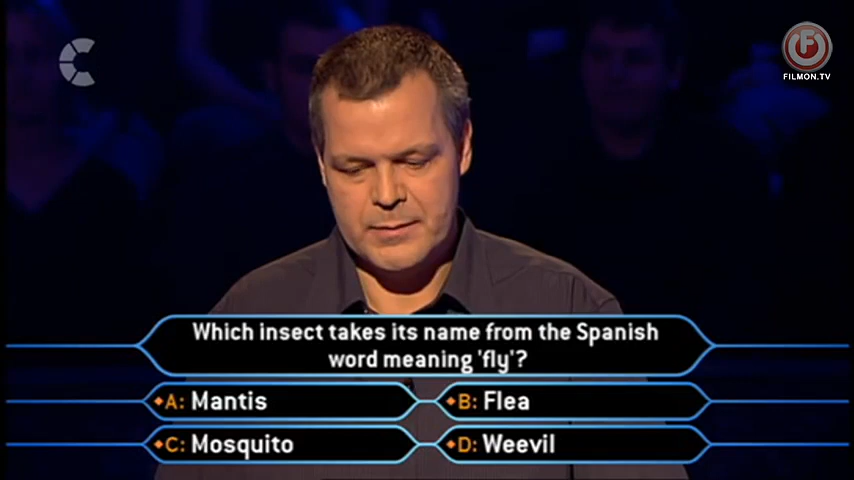 FILMON.TV
Which insect takes its name from the Spanish
word meaning 'fly'?
A: Mantis
B: Flea
C: Mosquito
D: Weevil